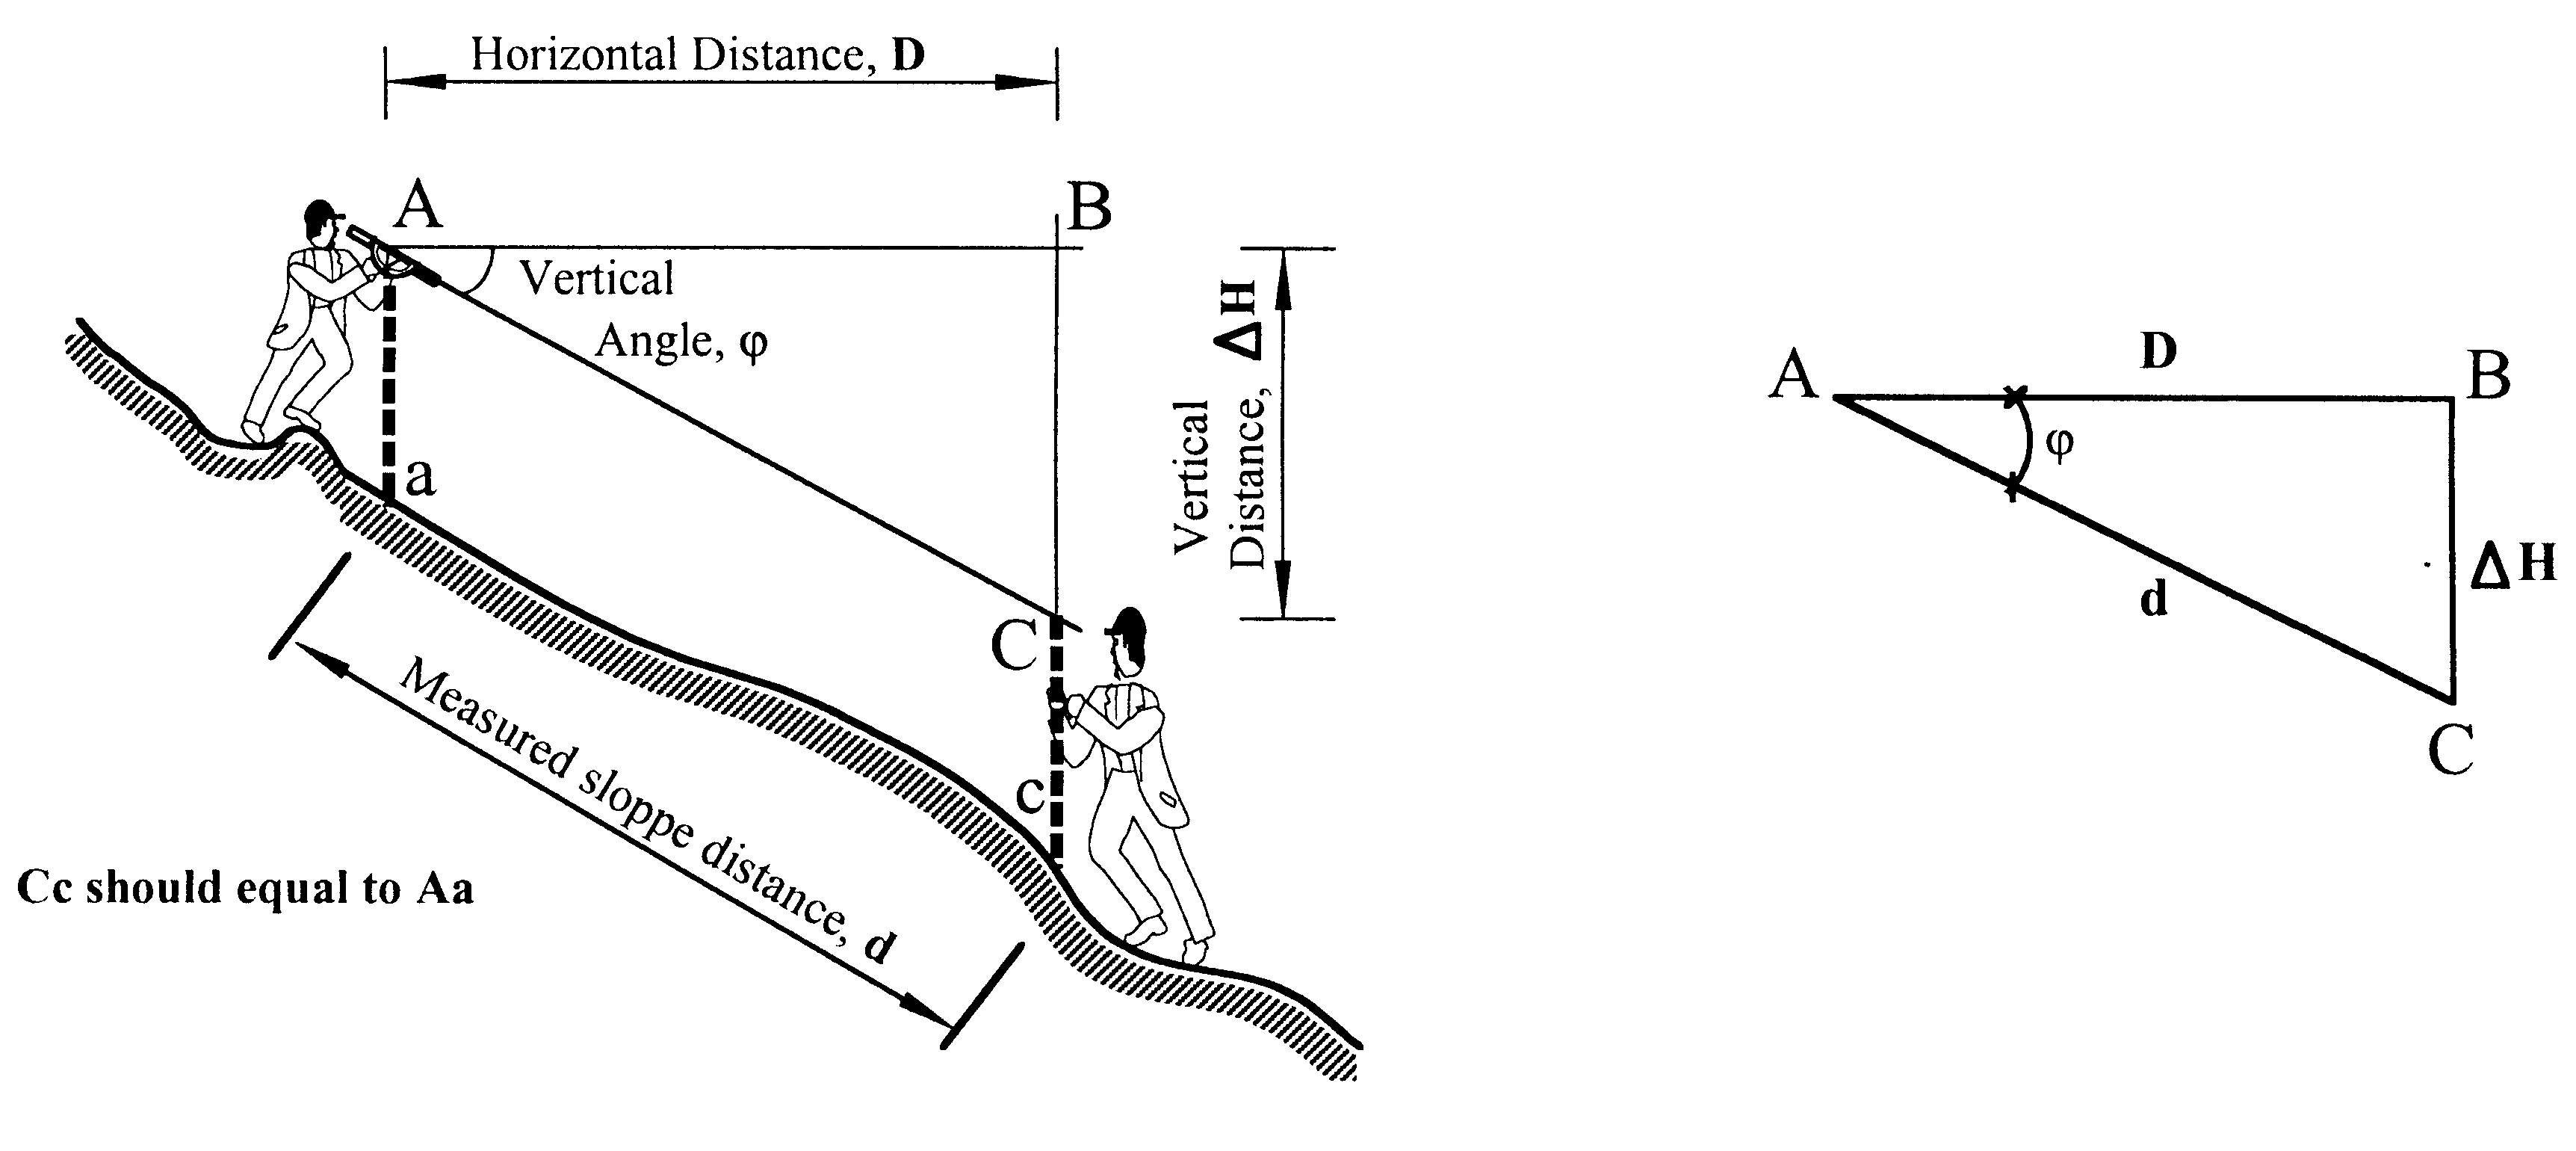 Horizontal Distance, D
A
B
Vertical
Angle, φ
Vertical
Distance, ΔH
a
C
c
Measured sloppe distance, d
Cc should equal to Aa
A
D
B
φ
d
ΔH
C